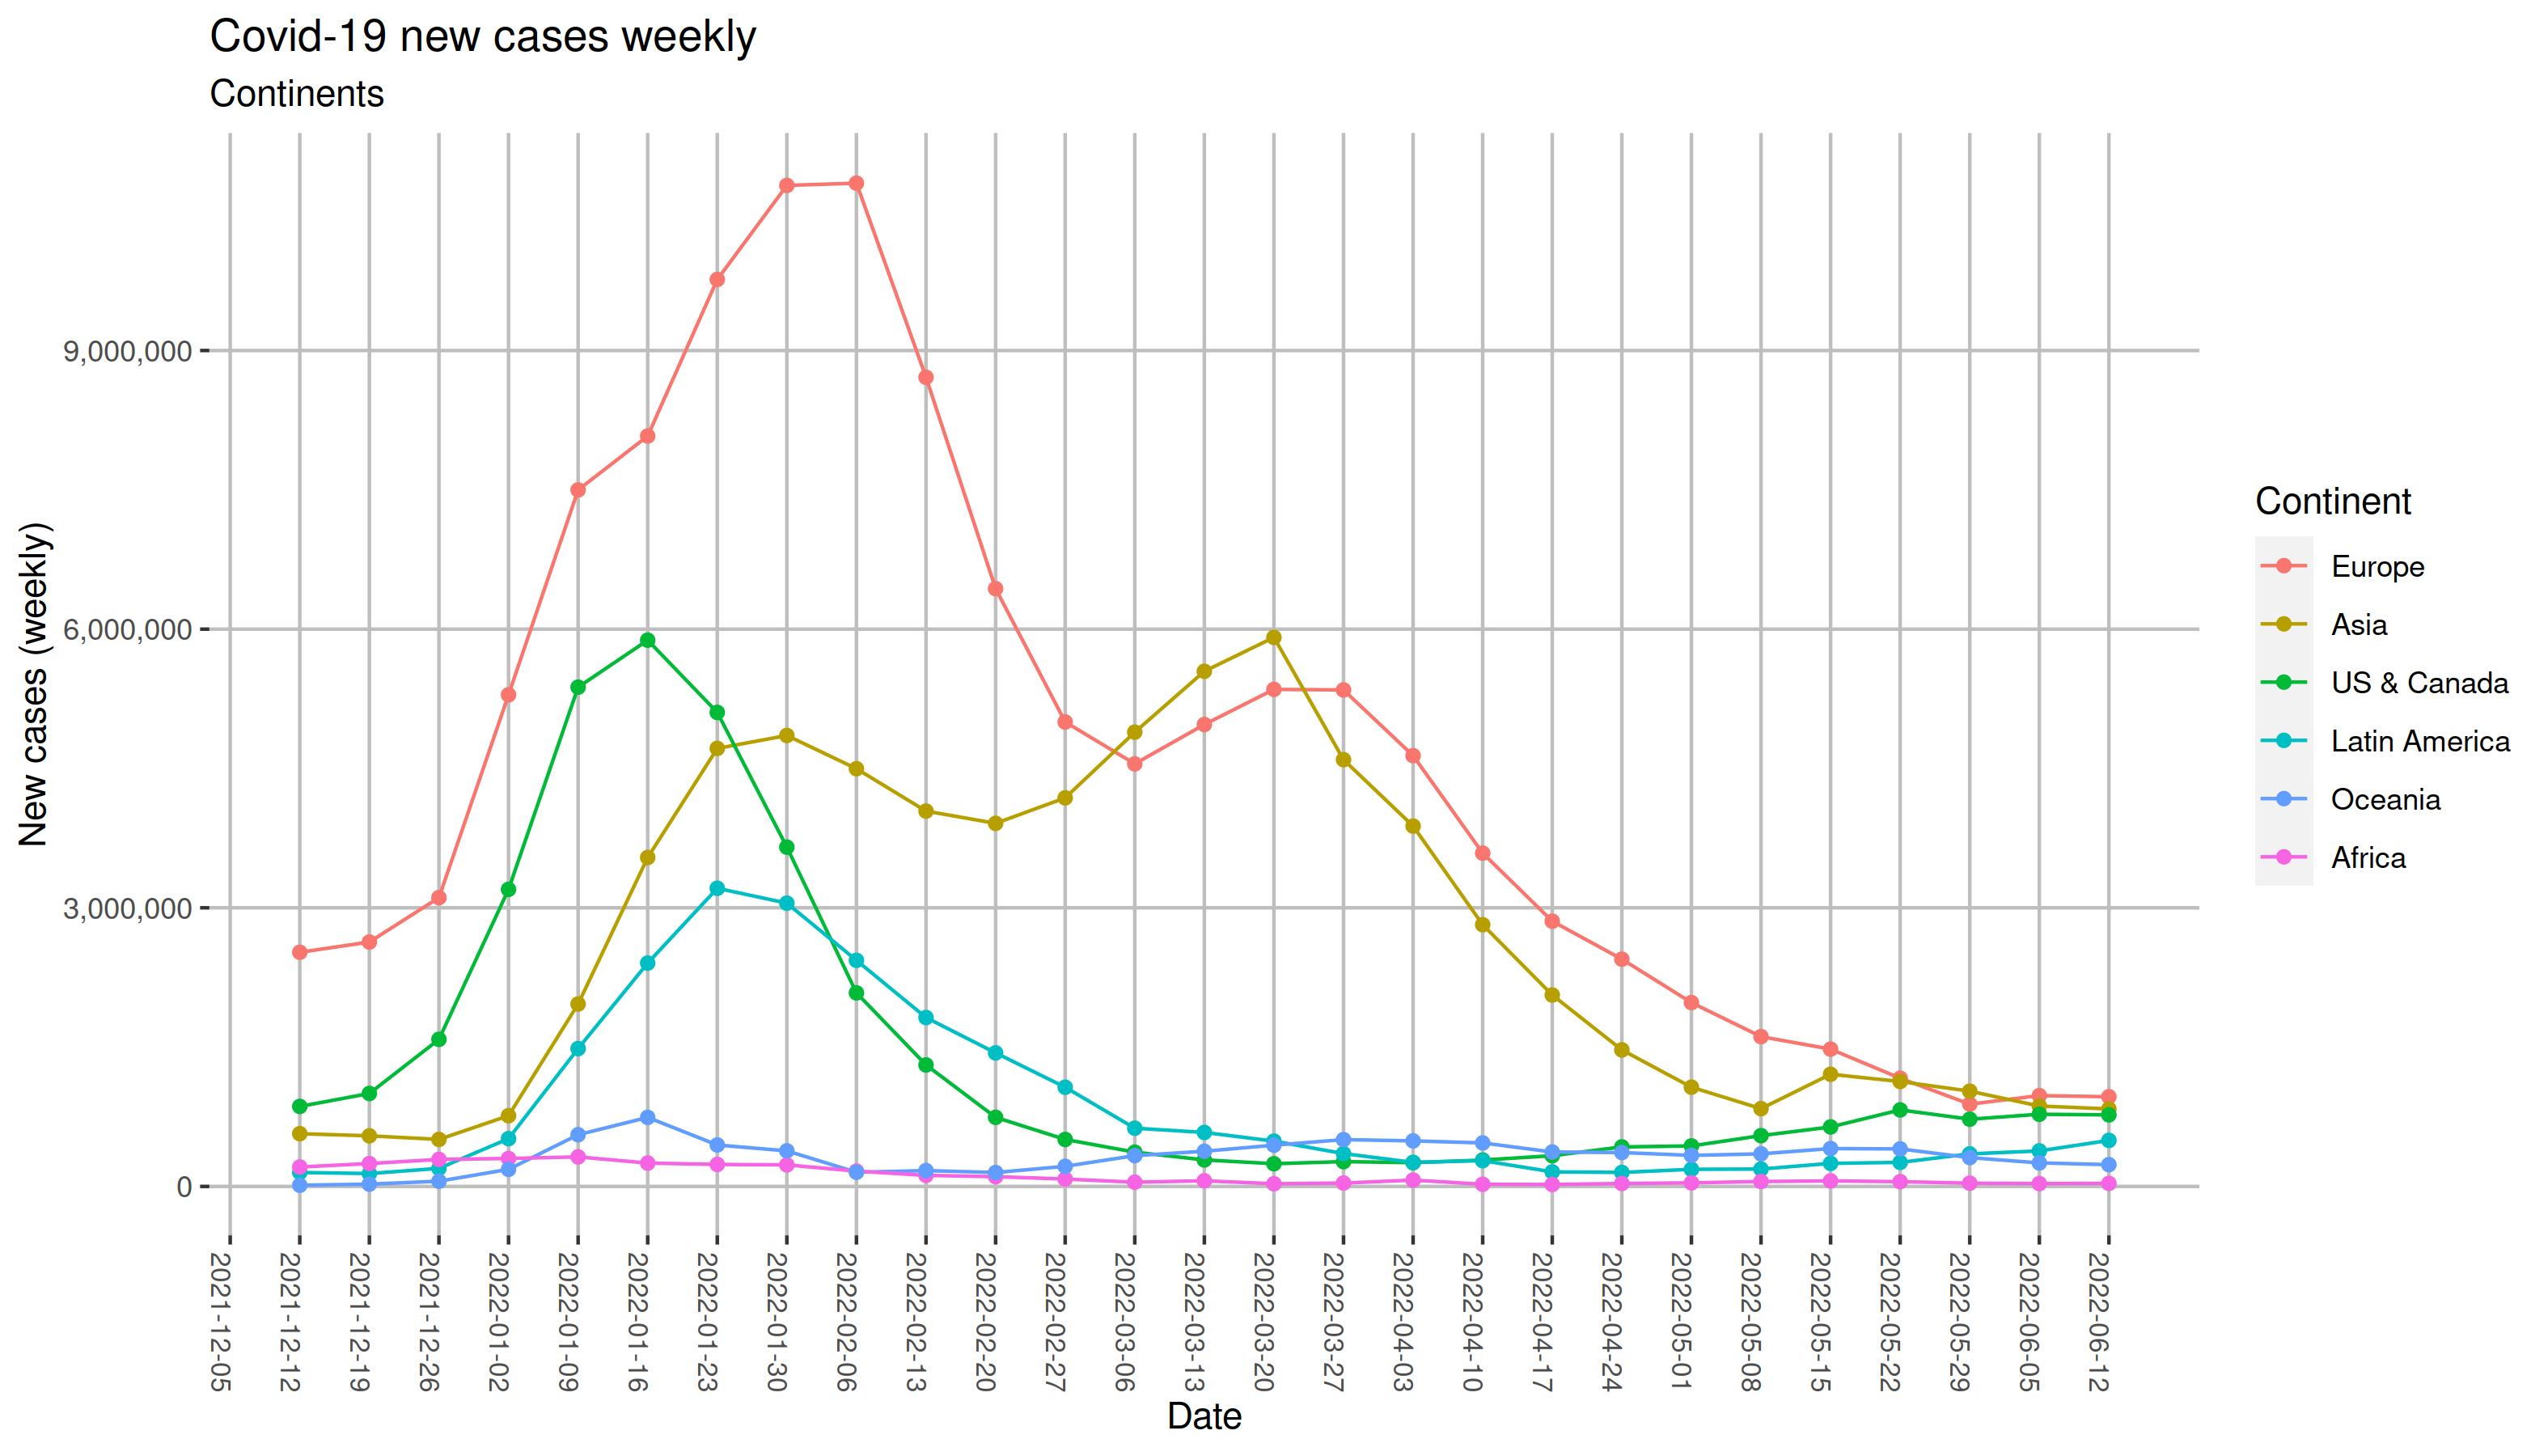 Covid-19 new cases weekly
Continents
New cases (weekly)
9,000,000
6,000,000
3,000,000
0
2021-12-05
2021-12-12
2021-12-19
2021-12-26
2022-01-02
2022-01-09
2022-01-16
2022-01-23
2022-01-30
2022-02-06
2022-02-13
2022-02-20
2022-02-27
2022-03-06
2022-03-13
2022-03-20
2022-03-27
2022-04-03
2022-04-10
2022-04-17
2022-04-24
2022-05-01
2022-05-08
2022-05-15
2022-05-22
2022-05-29
2022-06-05
2022-06-12
Date
Continent
Europe
Asia
US & Canada
Latin America
Oceania
Africa